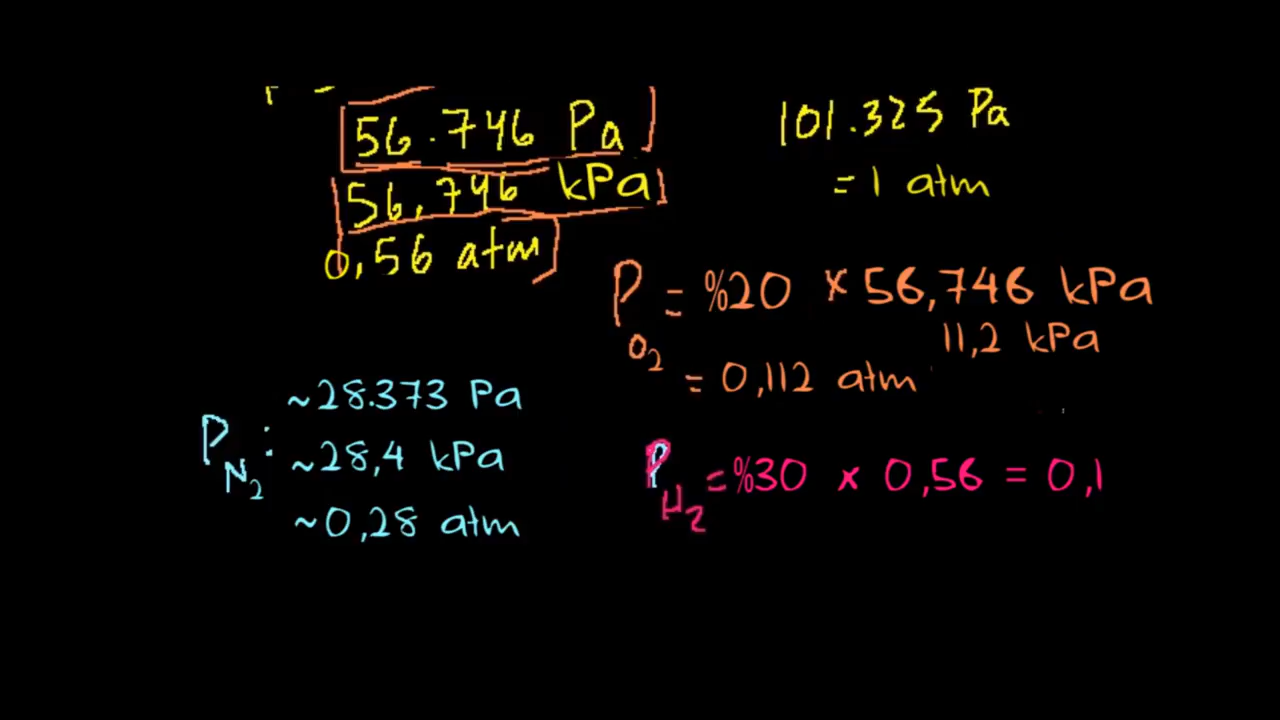 P =
56.746 Pa
56,746 kPa
0,56 atm
101.325 Pa
= 1 atm
P O₂ = %20 × 56,746 kPa
11,2 kPa
= 0,112 atm
P N₂ :
~28.373 Pa
~28,4 kPa
~0,28 atm
P H₂ = %30 × 0,56 = 0,1